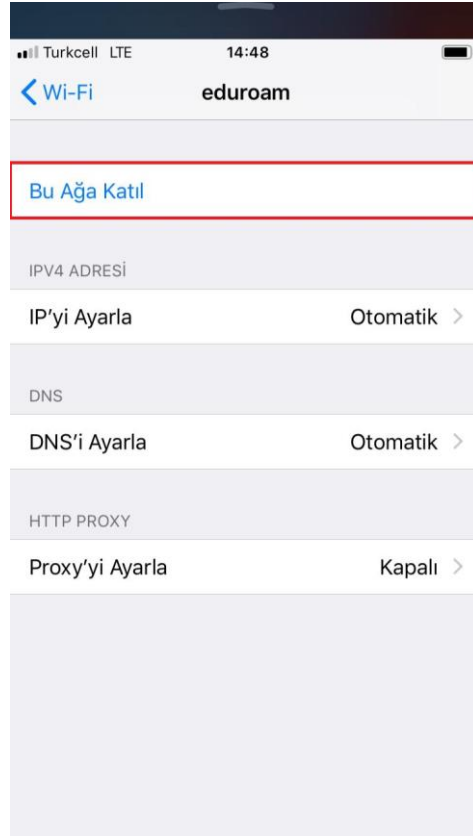 Turkcell LTE 14:48
Wi-Fi eduroam
Bu Ağa Katıl
IPV4 ADRESİ
IP’yi Ayarla Otomatik
DNS
DNS’i Ayarla Otomatik
HTTP PROXY
Proxy’yi Ayarla Kapalı